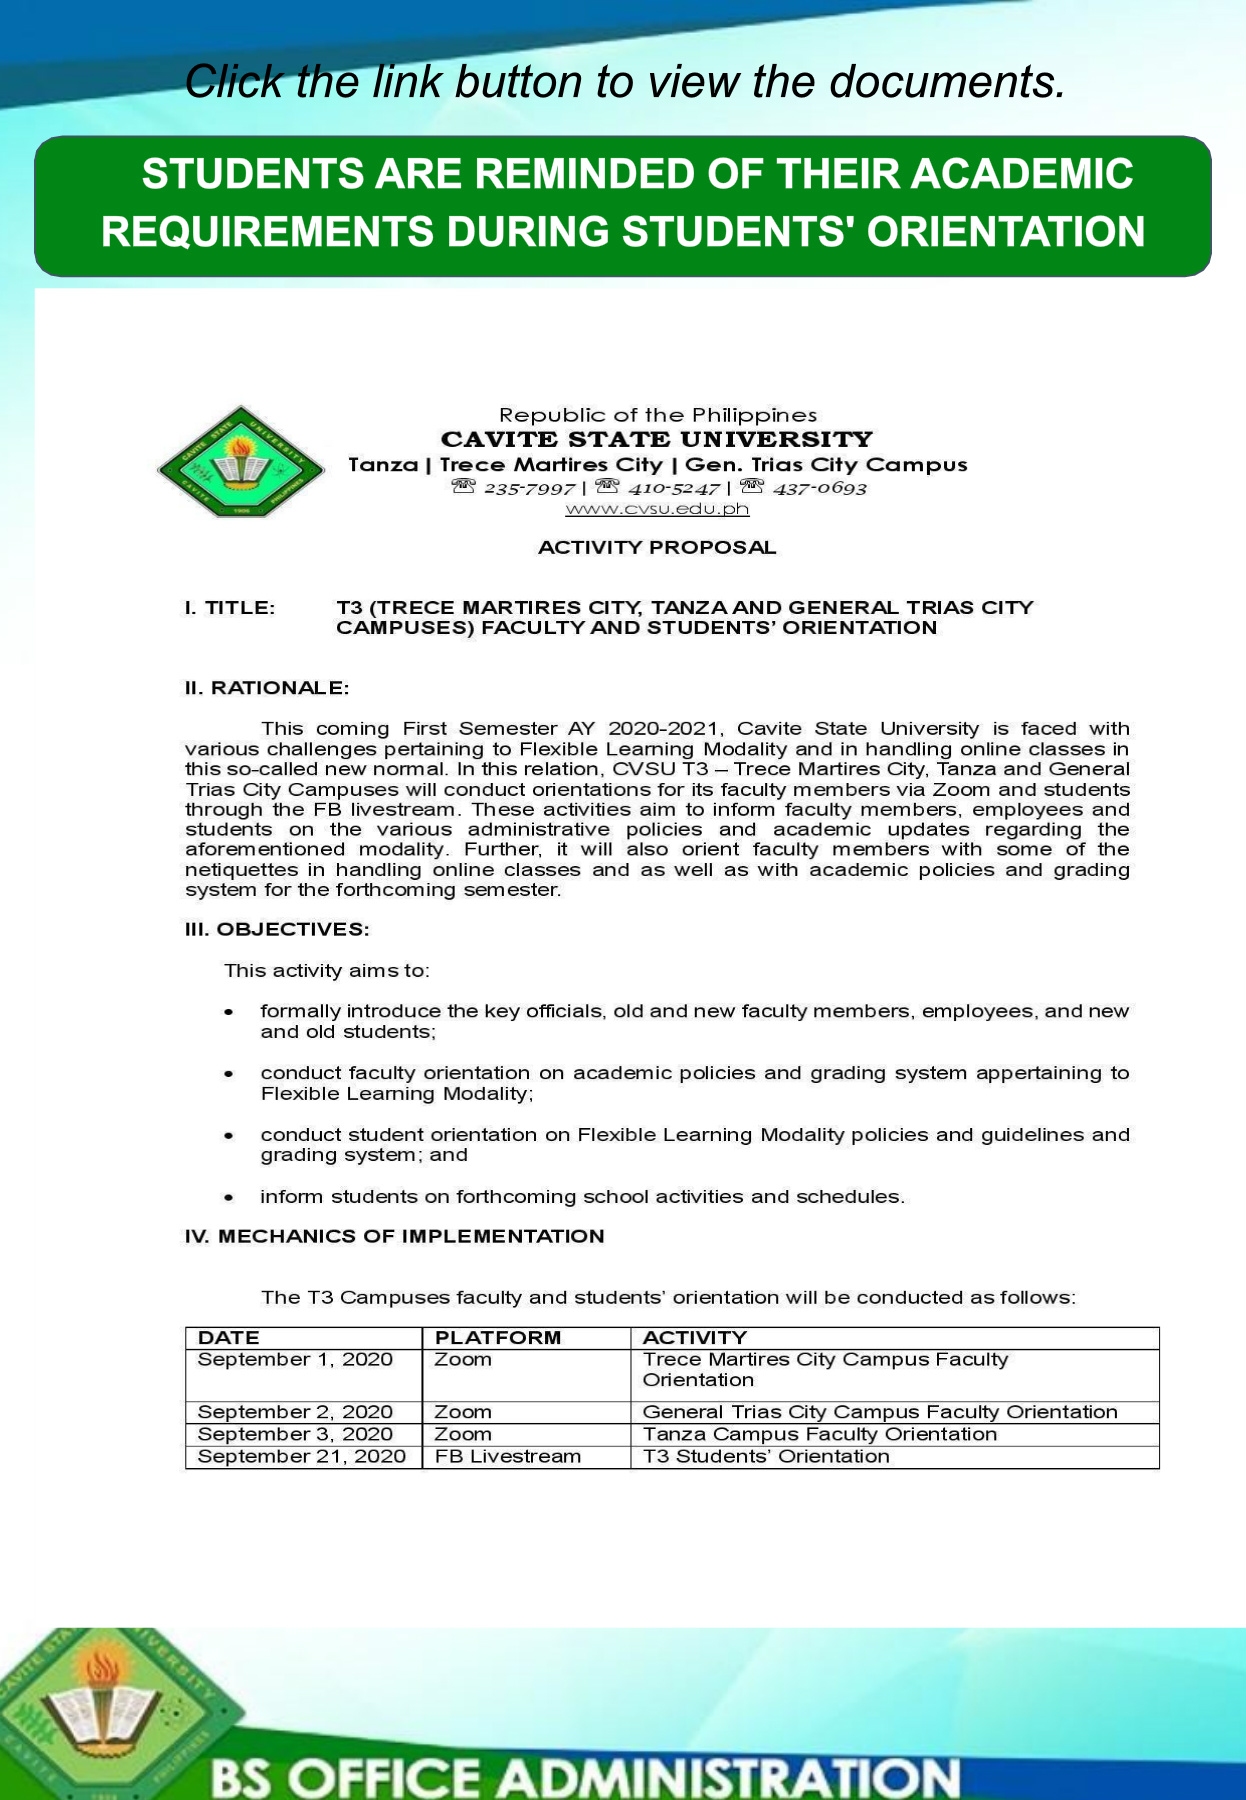 Click the link button to view the documents.
STUDENTS ARE REMINDED OF THEIR ACADEMIC
REQUIREMENTS DURING STUDENTS' ORIENTATION
CAVITE STATE UNIVERSITY
CAVITE PHILIPPINES
1906
Republic of the Philippines
CAVITE STATE UNIVERSITY
Tanza | Trece Martires City | Gen. Trias City Campus
☏ 235-7997 | ☏ 410-5247 | ☏ 437-0693
www.cvsu.edu.ph
ACTIVITY PROPOSAL
I. TITLE: T3 (TRECE MARTIRES CITY, TANZA AND GENERAL TRIAS CITY
CAMPUSES) FACULTY AND STUDENTS’ ORIENTATION
II. RATIONALE:
This coming First Semester AY 2020-2021, Cavite State University is faced with
various challenges pertaining to Flexible Learning Modality and in handling online classes in
this so-called new normal. In this relation, CVSU T3 – Trece Martires City, Tanza and General
Trias City Campuses will conduct orientations for its faculty members via Zoom and students
through the FB livestream. These activities aim to inform faculty members, employees and
students on the various administrative policies and academic updates regarding the
aforementioned modality. Further, it will also orient faculty members with some of the
netiquettes in handling online classes and as well as with academic policies and grading
system for the forthcoming semester.
III. OBJECTIVES:
This activity aims to:
• formally introduce the key officials, old and new faculty members, employees, and new
and old students;
• conduct faculty orientation on academic policies and grading system appertaining to
Flexible Learning Modality;
• conduct student orientation on Flexible Learning Modality policies and guidelines and
grading system; and
• inform students on forthcoming school activities and schedules.
IV. MECHANICS OF IMPLEMENTATION
The T3 Campuses faculty and students’ orientation will be conducted as follows:
DATE PLATFORM ACTIVITY
September 1, 2020 Zoom Trece Martires City Campus Faculty
Orientation
September 2, 2020 Zoom General Trias City Campus Faculty Orientation
September 3, 2020 Zoom Tanza Campus Faculty Orientation
September 21, 2020 FB Livestream T3 Students’ Orientation
CAVITE STATE UNIVERSITY
CAVITE PHILIPPINES
BS OFFICE ADMINISTRATION